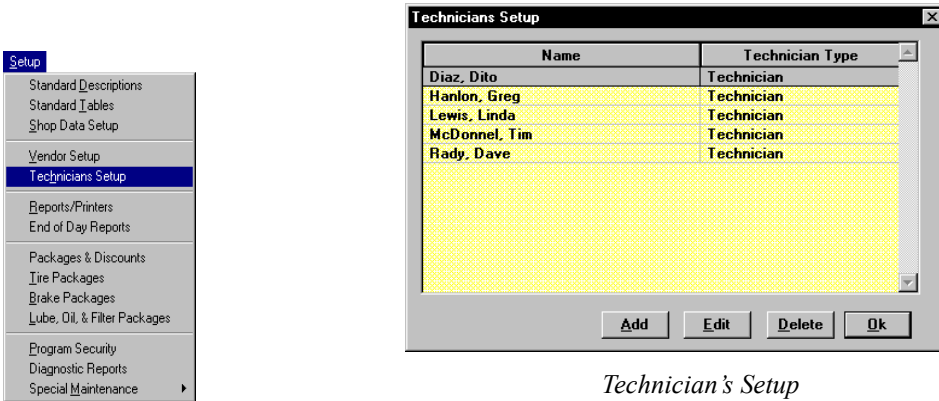 Setup
Standard Descriptions
Standard Tables
Shop Data Setup
Vendor Setup
Technicians Setup
Reports/Printers
End of Day Reports
Packages & Discounts
Tire Packages
Brake Packages
Lube, Oil, & Filter Packages
Program Security
Diagnostic Reports
Special Maintenance
Technicians Setup
Name Technician Type
Diaz, Dito Technician
Hanlon, Greg Technician
Lewis, Linda Technician
McDonnel, Tim Technician
Rady, Dave Technician
Add Edit Delete Ok
Technician’s Setup